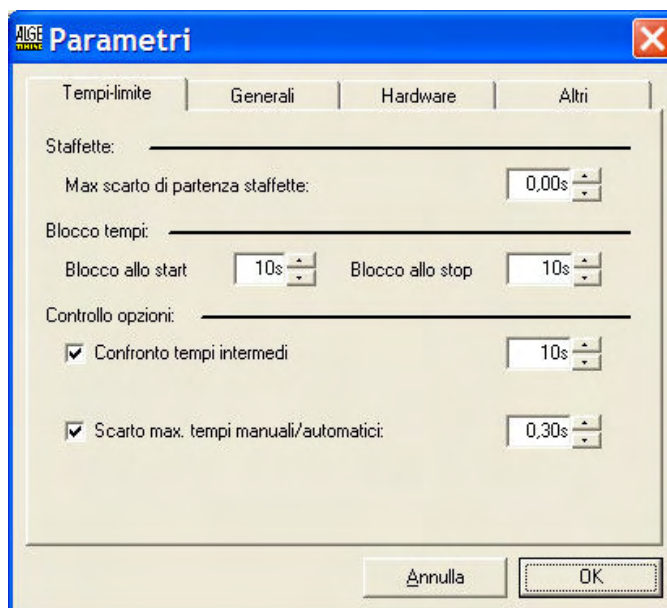 ALGE TIMING Parametri
Tempi-limite Generali Hardware Altri
Staffette:
Max scarto di partenza staffette: 0,00s
Blocco tempi:
Blocco allo start 10s Blocco allo stop 10s
Controllo opzioni:
Confronto tempi intermedi 10s
Scarto max. tempi manuali/automatici: 0,30s
Annulla OK